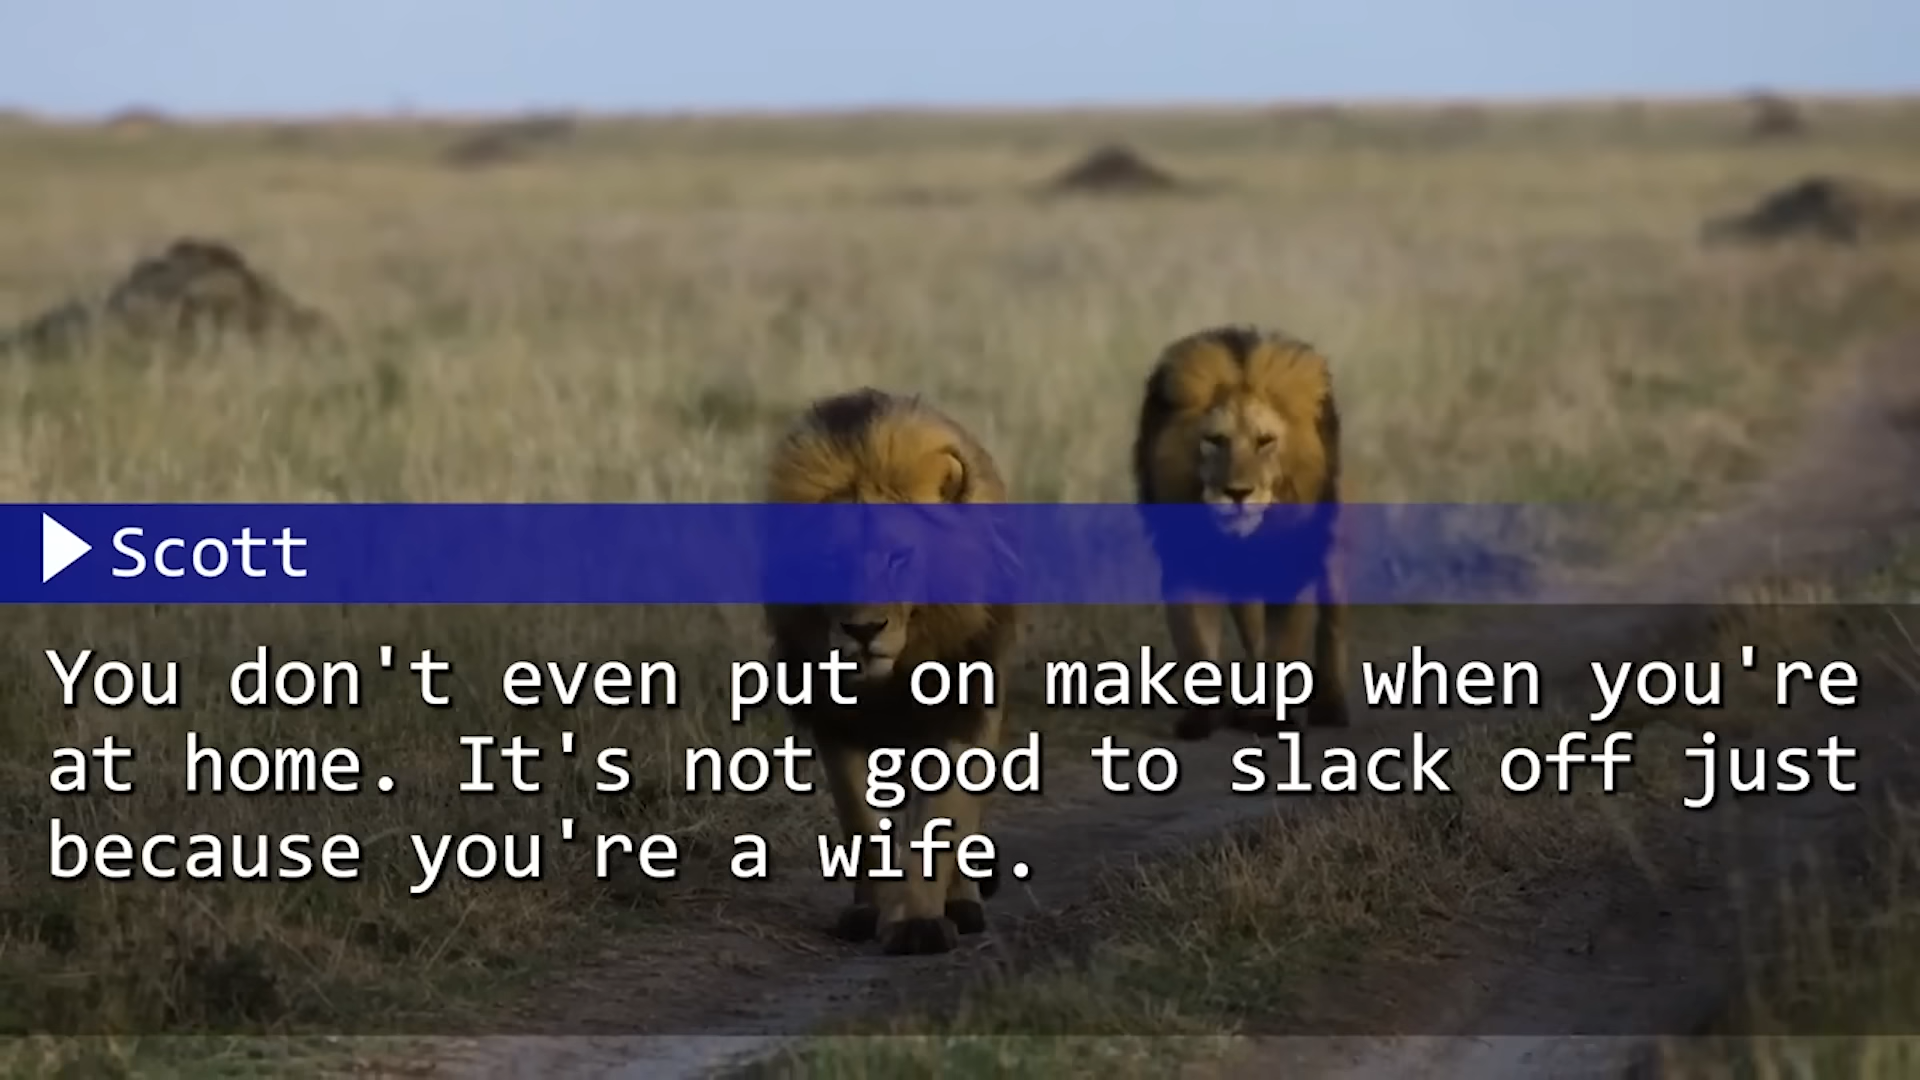 Scott
You don't even put on makeup when you're
at home. It's not good to slack off just
because you're a wife.